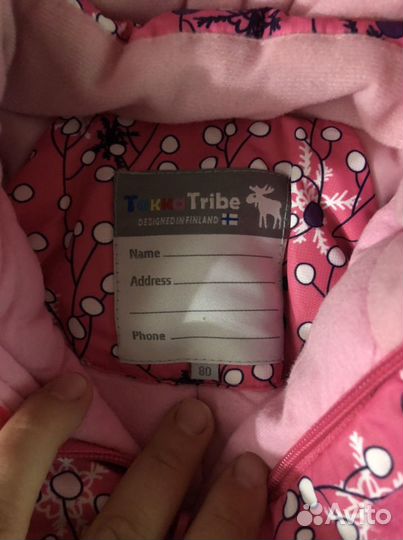 TokkaTribe
DESIGNED IN FINLAND
Name
Address
Phone
80
Avito